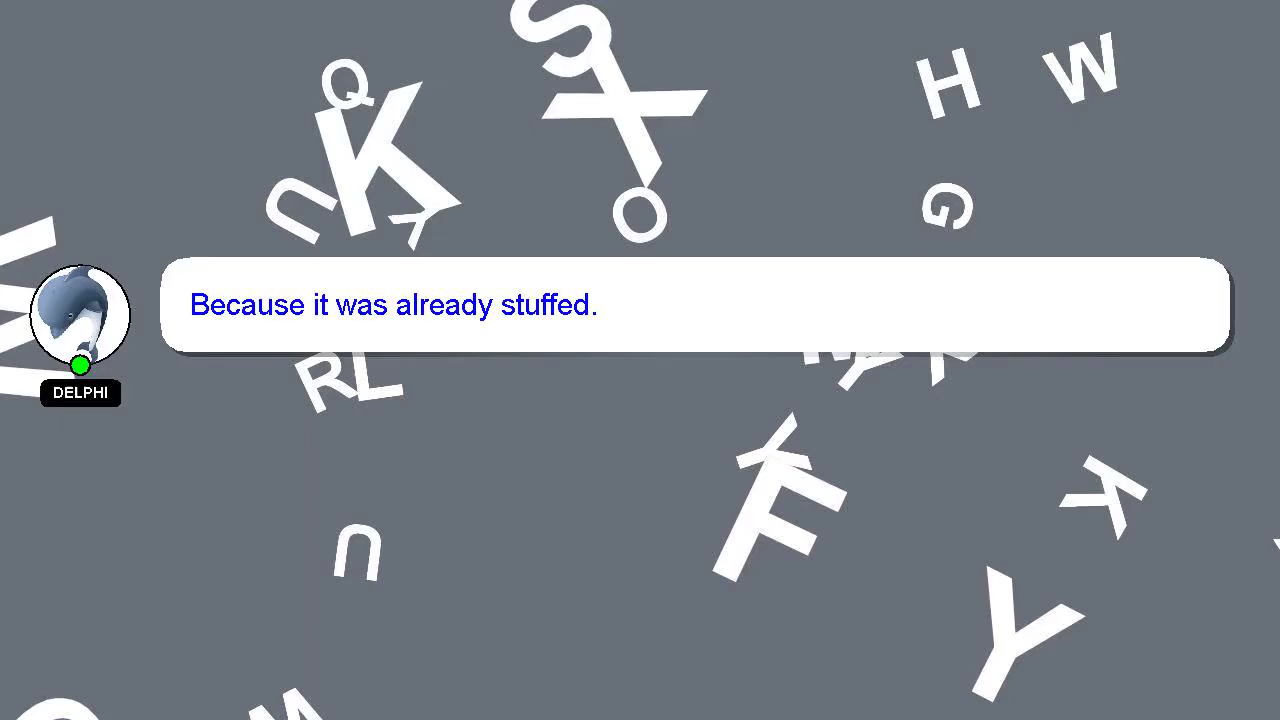 S
Q
H
W
K
X
U
Y
O
G
Because it was already stuffed.
DELPHI
R
L
K
F
K
U
Y
M